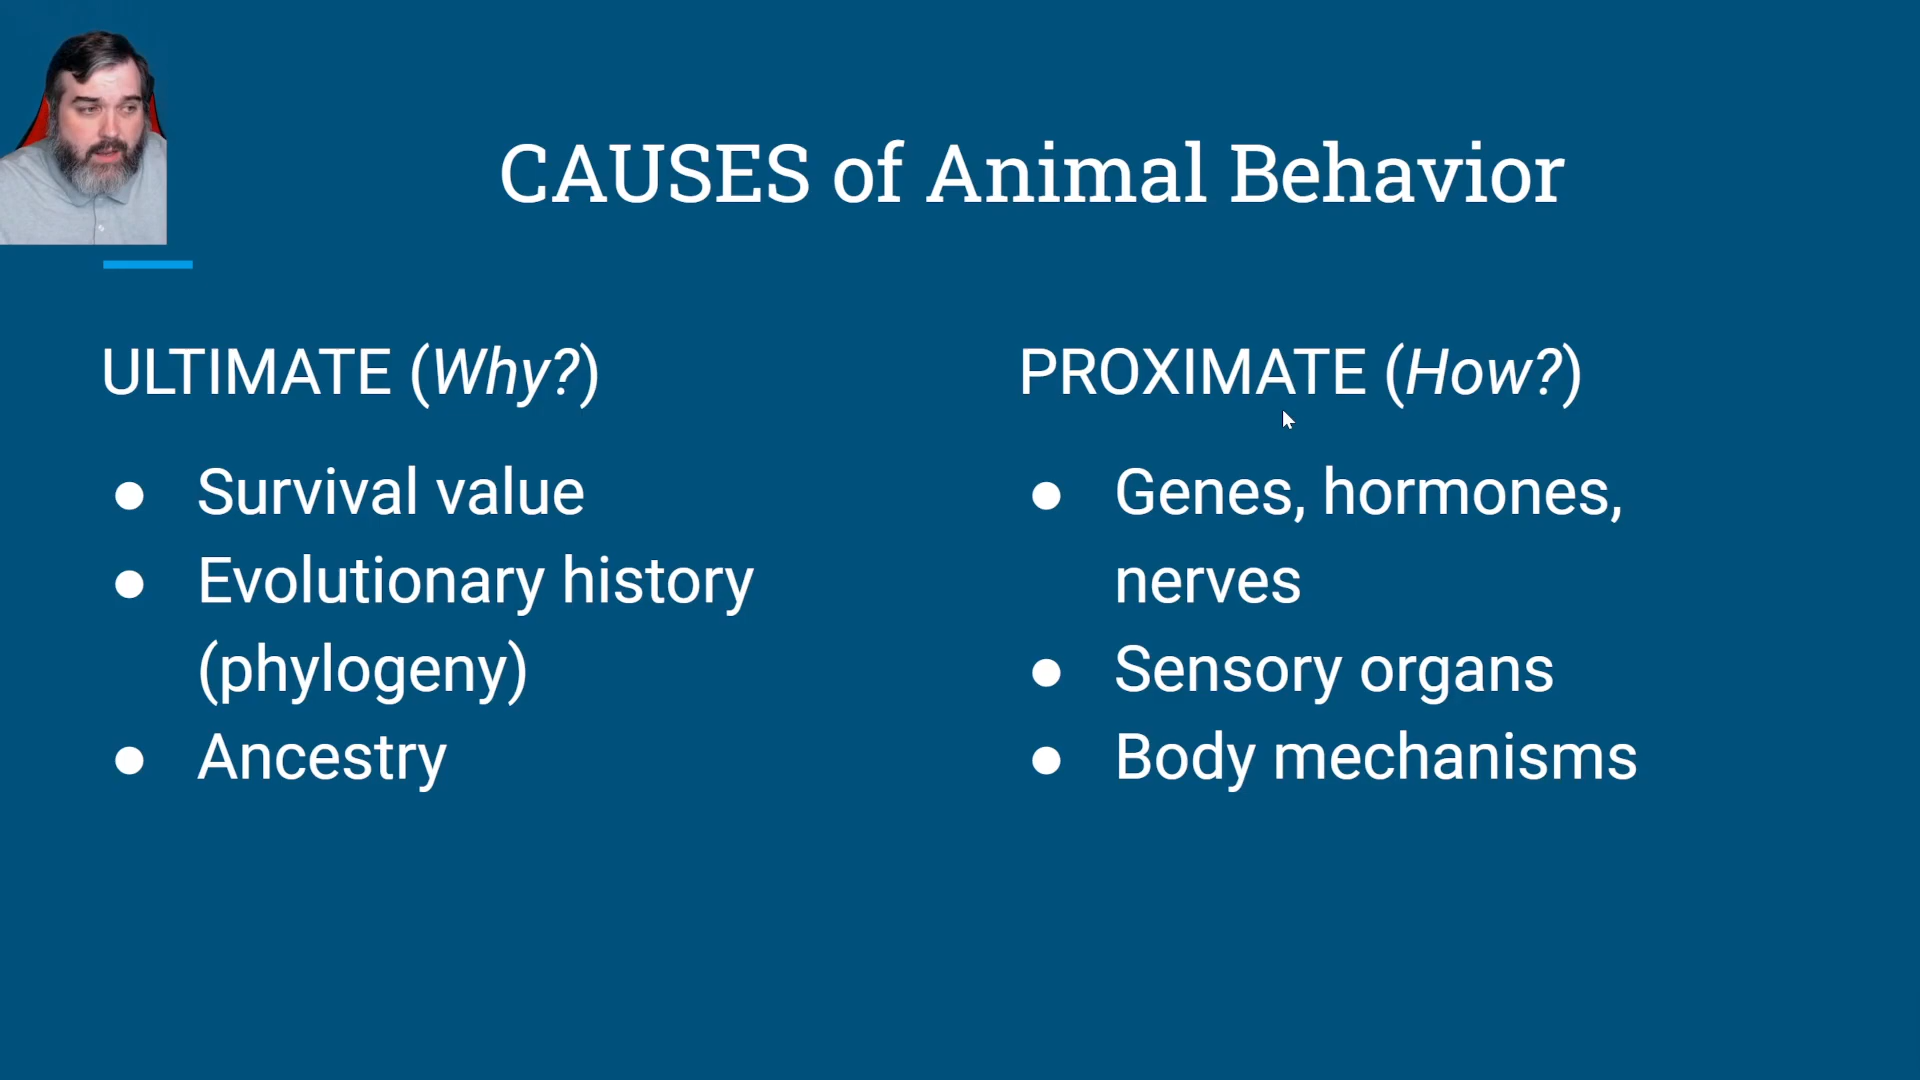 CAUSES of Animal Behavior
ULTIMATE (Why?)
● Survival value
● Evolutionary history
(phylogeny)
● Ancestry
PROXIMATE (How?)
● Genes, hormones,
nerves
● Sensory organs
● Body mechanisms